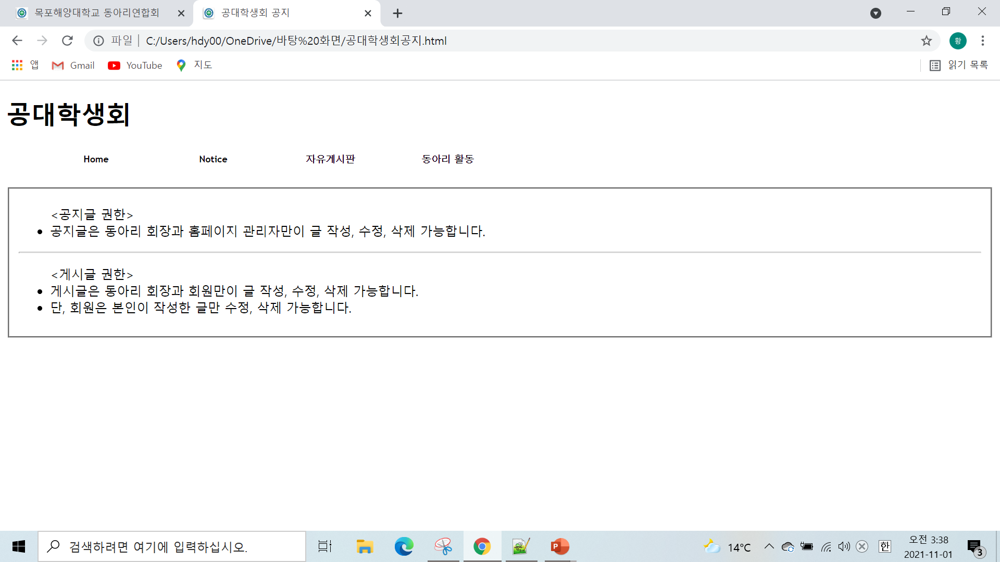 목포해양대학교 동아리연합회
공대학생회 공지
파일
C:/Users/hdy00/OneDrive/바탕%20화면/공대학생회공지.html
황
앱
Gmail
YouTube
지도
읽기 목록
공대학생회
Home
Notice
자유게시판
동아리 활동
<공지글 권한>
공지글은 동아리 회장과 홈페이지 관리자만이 글 작성, 수정, 삭제 가능합니다.
<게시글 권한>
게시글은 동아리 회장과 회원만이 글 작성, 수정, 삭제 가능합니다.
단, 회원은 본인이 작성한 글만 수정, 삭제 가능합니다.
검색하려면 여기에 입력하십시오.
P
14°C
한
오전 3:38
2021-11-01
3